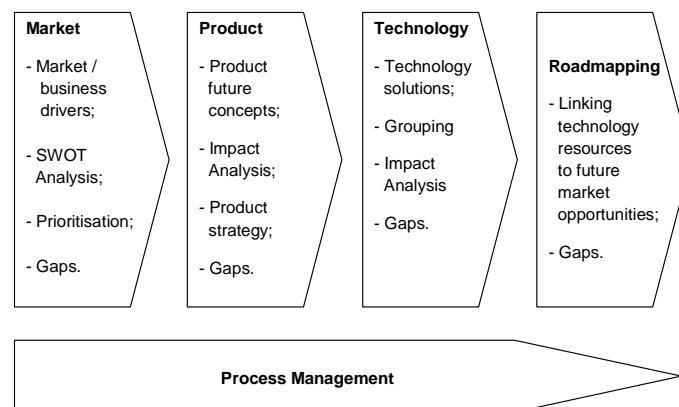 Market
- Market /
business
drivers;
- SWOT
Analysis;
- Prioritisation;
- Gaps.
Product
- Product
future
concepts;
- Impact
Analysis;
- Product
strategy;
- Gaps.
Technology
- Technology
solutions;
- Grouping
- Impact
Analysis
- Gaps.
Roadmapping
- Linking
technology
resources
to future
market
opportunities;
- Gaps.
Process Management